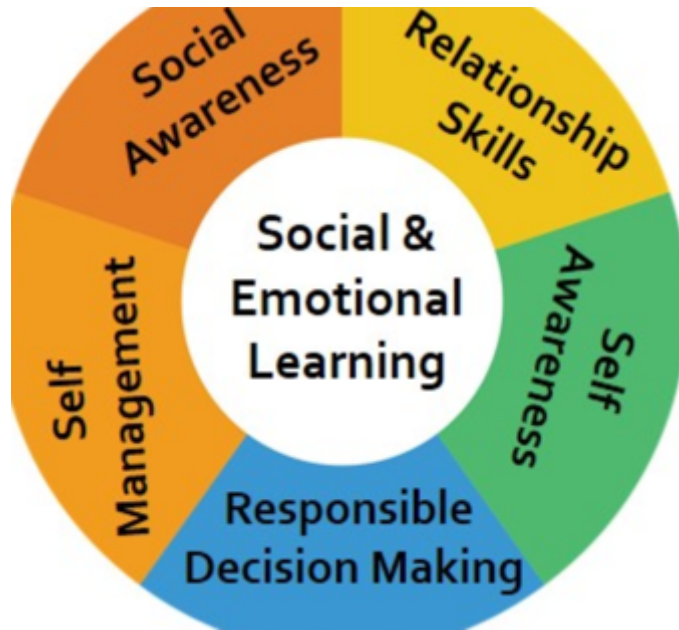 Social
Awareness
Relationship
Skills
Social &
Emotional
Learning
Self
Management
Self
Awareness
Responsible
Decision Making